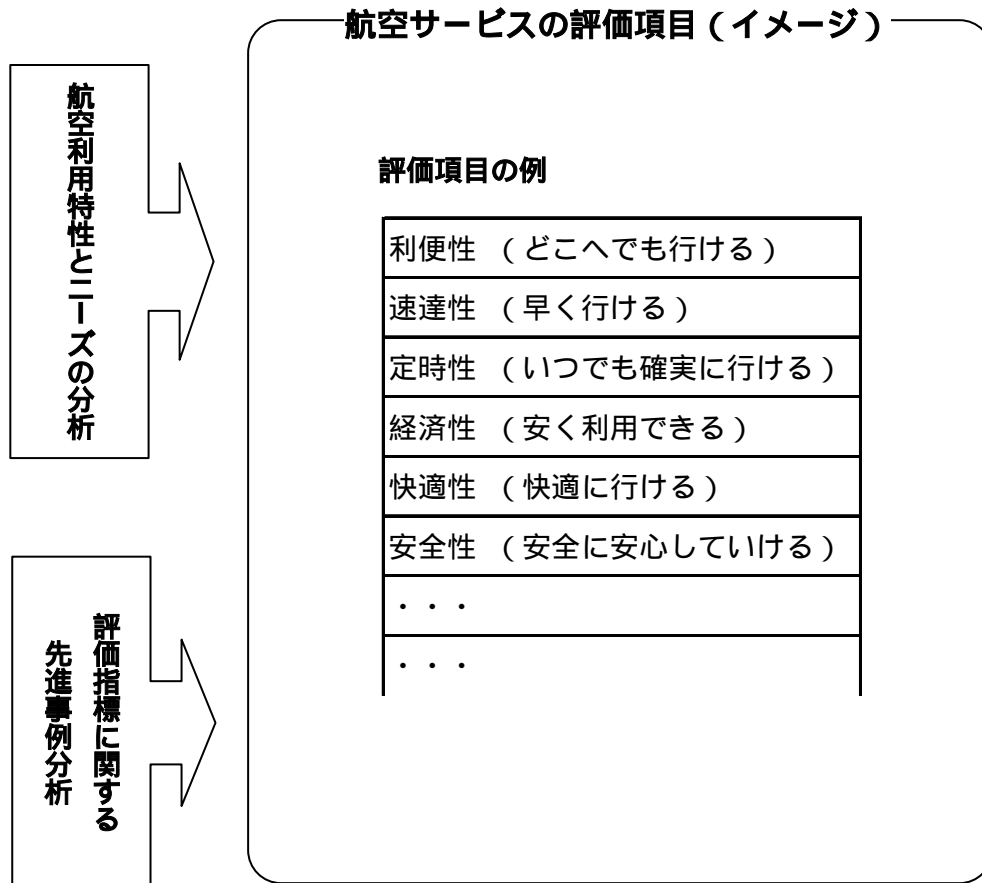 航空サービスの評価項目（イメージ）
航空利用特性とニーズの分析
評価項目の例
利便性 （どこへでも行ける）
速達性 （早く行ける）
定時性 （いつでも確実に行ける）
経済性 （安く利用できる）
快適性 （快適に行ける）
安全性 （安全に安心していける）
・・・
・・・
評価指標に関する
先進事例分析